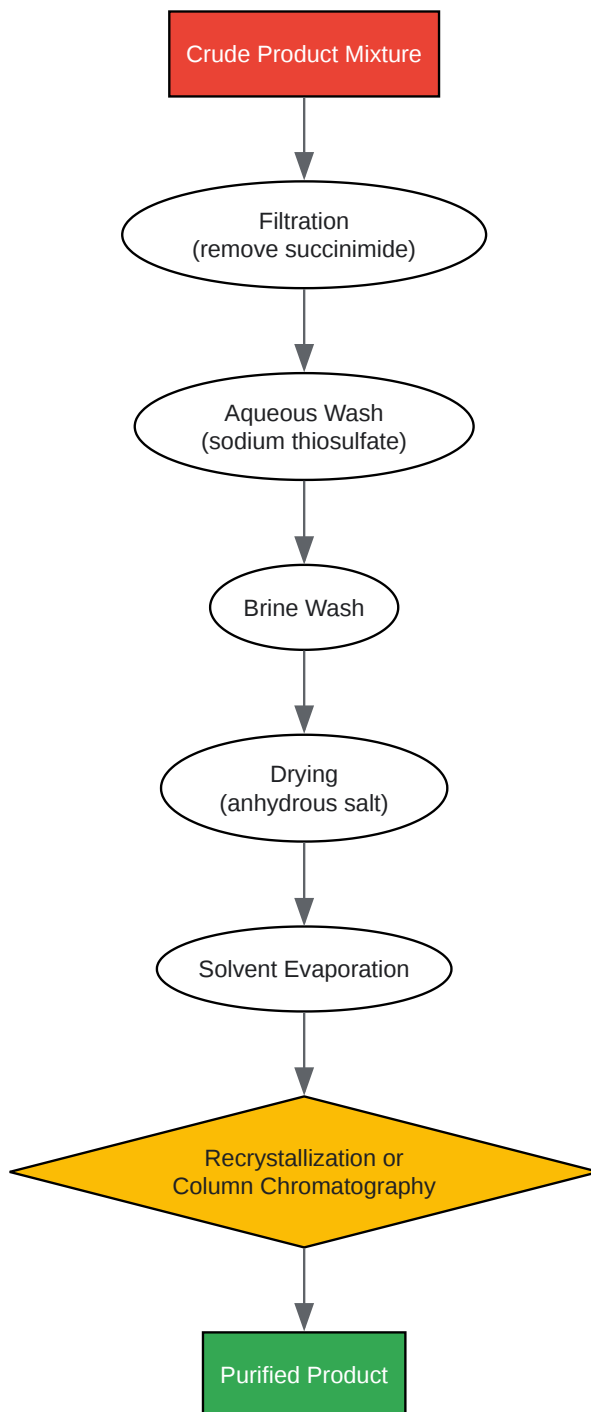 Crude Product Mixture
Filtration
(remove succinimide)
Aqueous Wash
(sodium thiosulfate)
Brine Wash
Drying
(anhydrous salt)
Solvent Evaporation
Recrystallization or
Column Chromatography
Purified Product